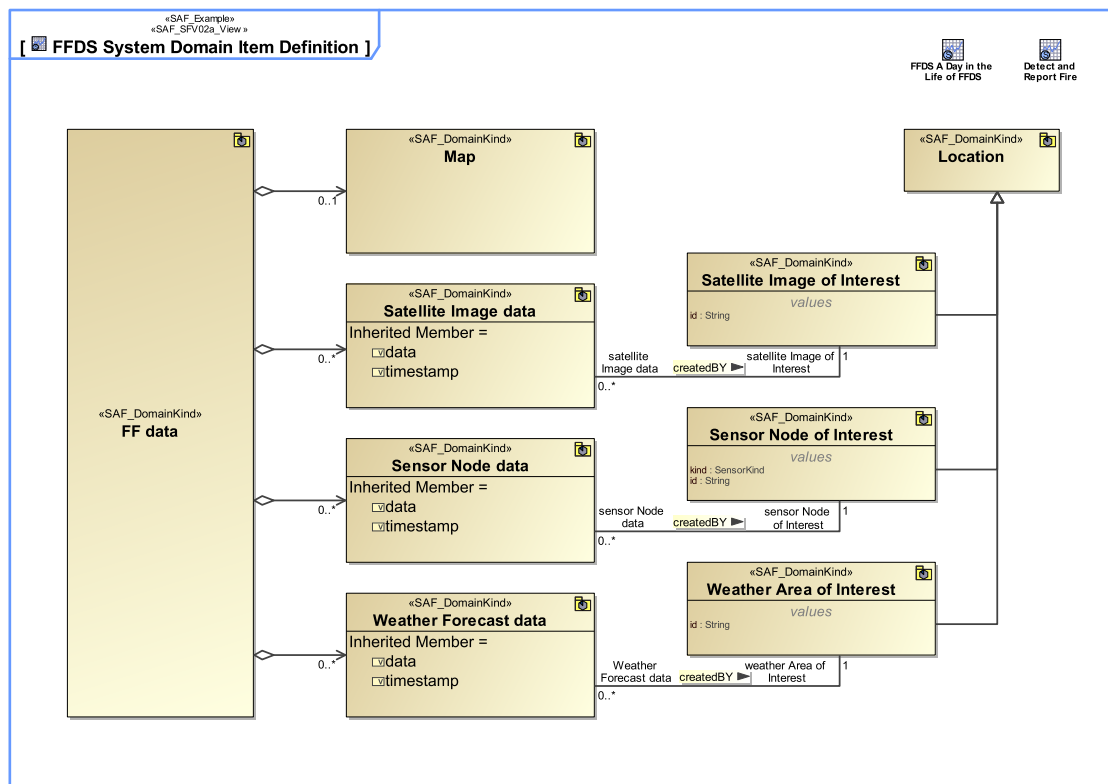 «SAF_Example»
«SAF_SFV02a_View»
[ FFDS System Domain Item Definition ]
FFDS A Day in the
Life of FFDS
Detect and
Report Fire
«SAF_DomainKind»
FF data
«SAF_DomainKind»
Map
0..1
«SAF_DomainKind»
Location
«SAF_DomainKind»
Satellite Image data
Inherited Member =
data
timestamp
0..*
«SAF_DomainKind»
Satellite Image of Interest
values
id : String
satellite
Image data
0..*
createdBY
satellite Image of
Interest
1
«SAF_DomainKind»
Sensor Node data
Inherited Member =
data
timestamp
0..*
«SAF_DomainKind»
Sensor Node of Interest
values
kind : SensorKind
id : String
sensor Node
data
0..*
createdBY
sensor Node
of Interest
1
«SAF_DomainKind»
Weather Forecast data
Inherited Member =
data
timestamp
0..*
«SAF_DomainKind»
Weather Area of Interest
values
id : String
Weather
Forecast data
0..*
createdBY
weather Area of
Interest
1